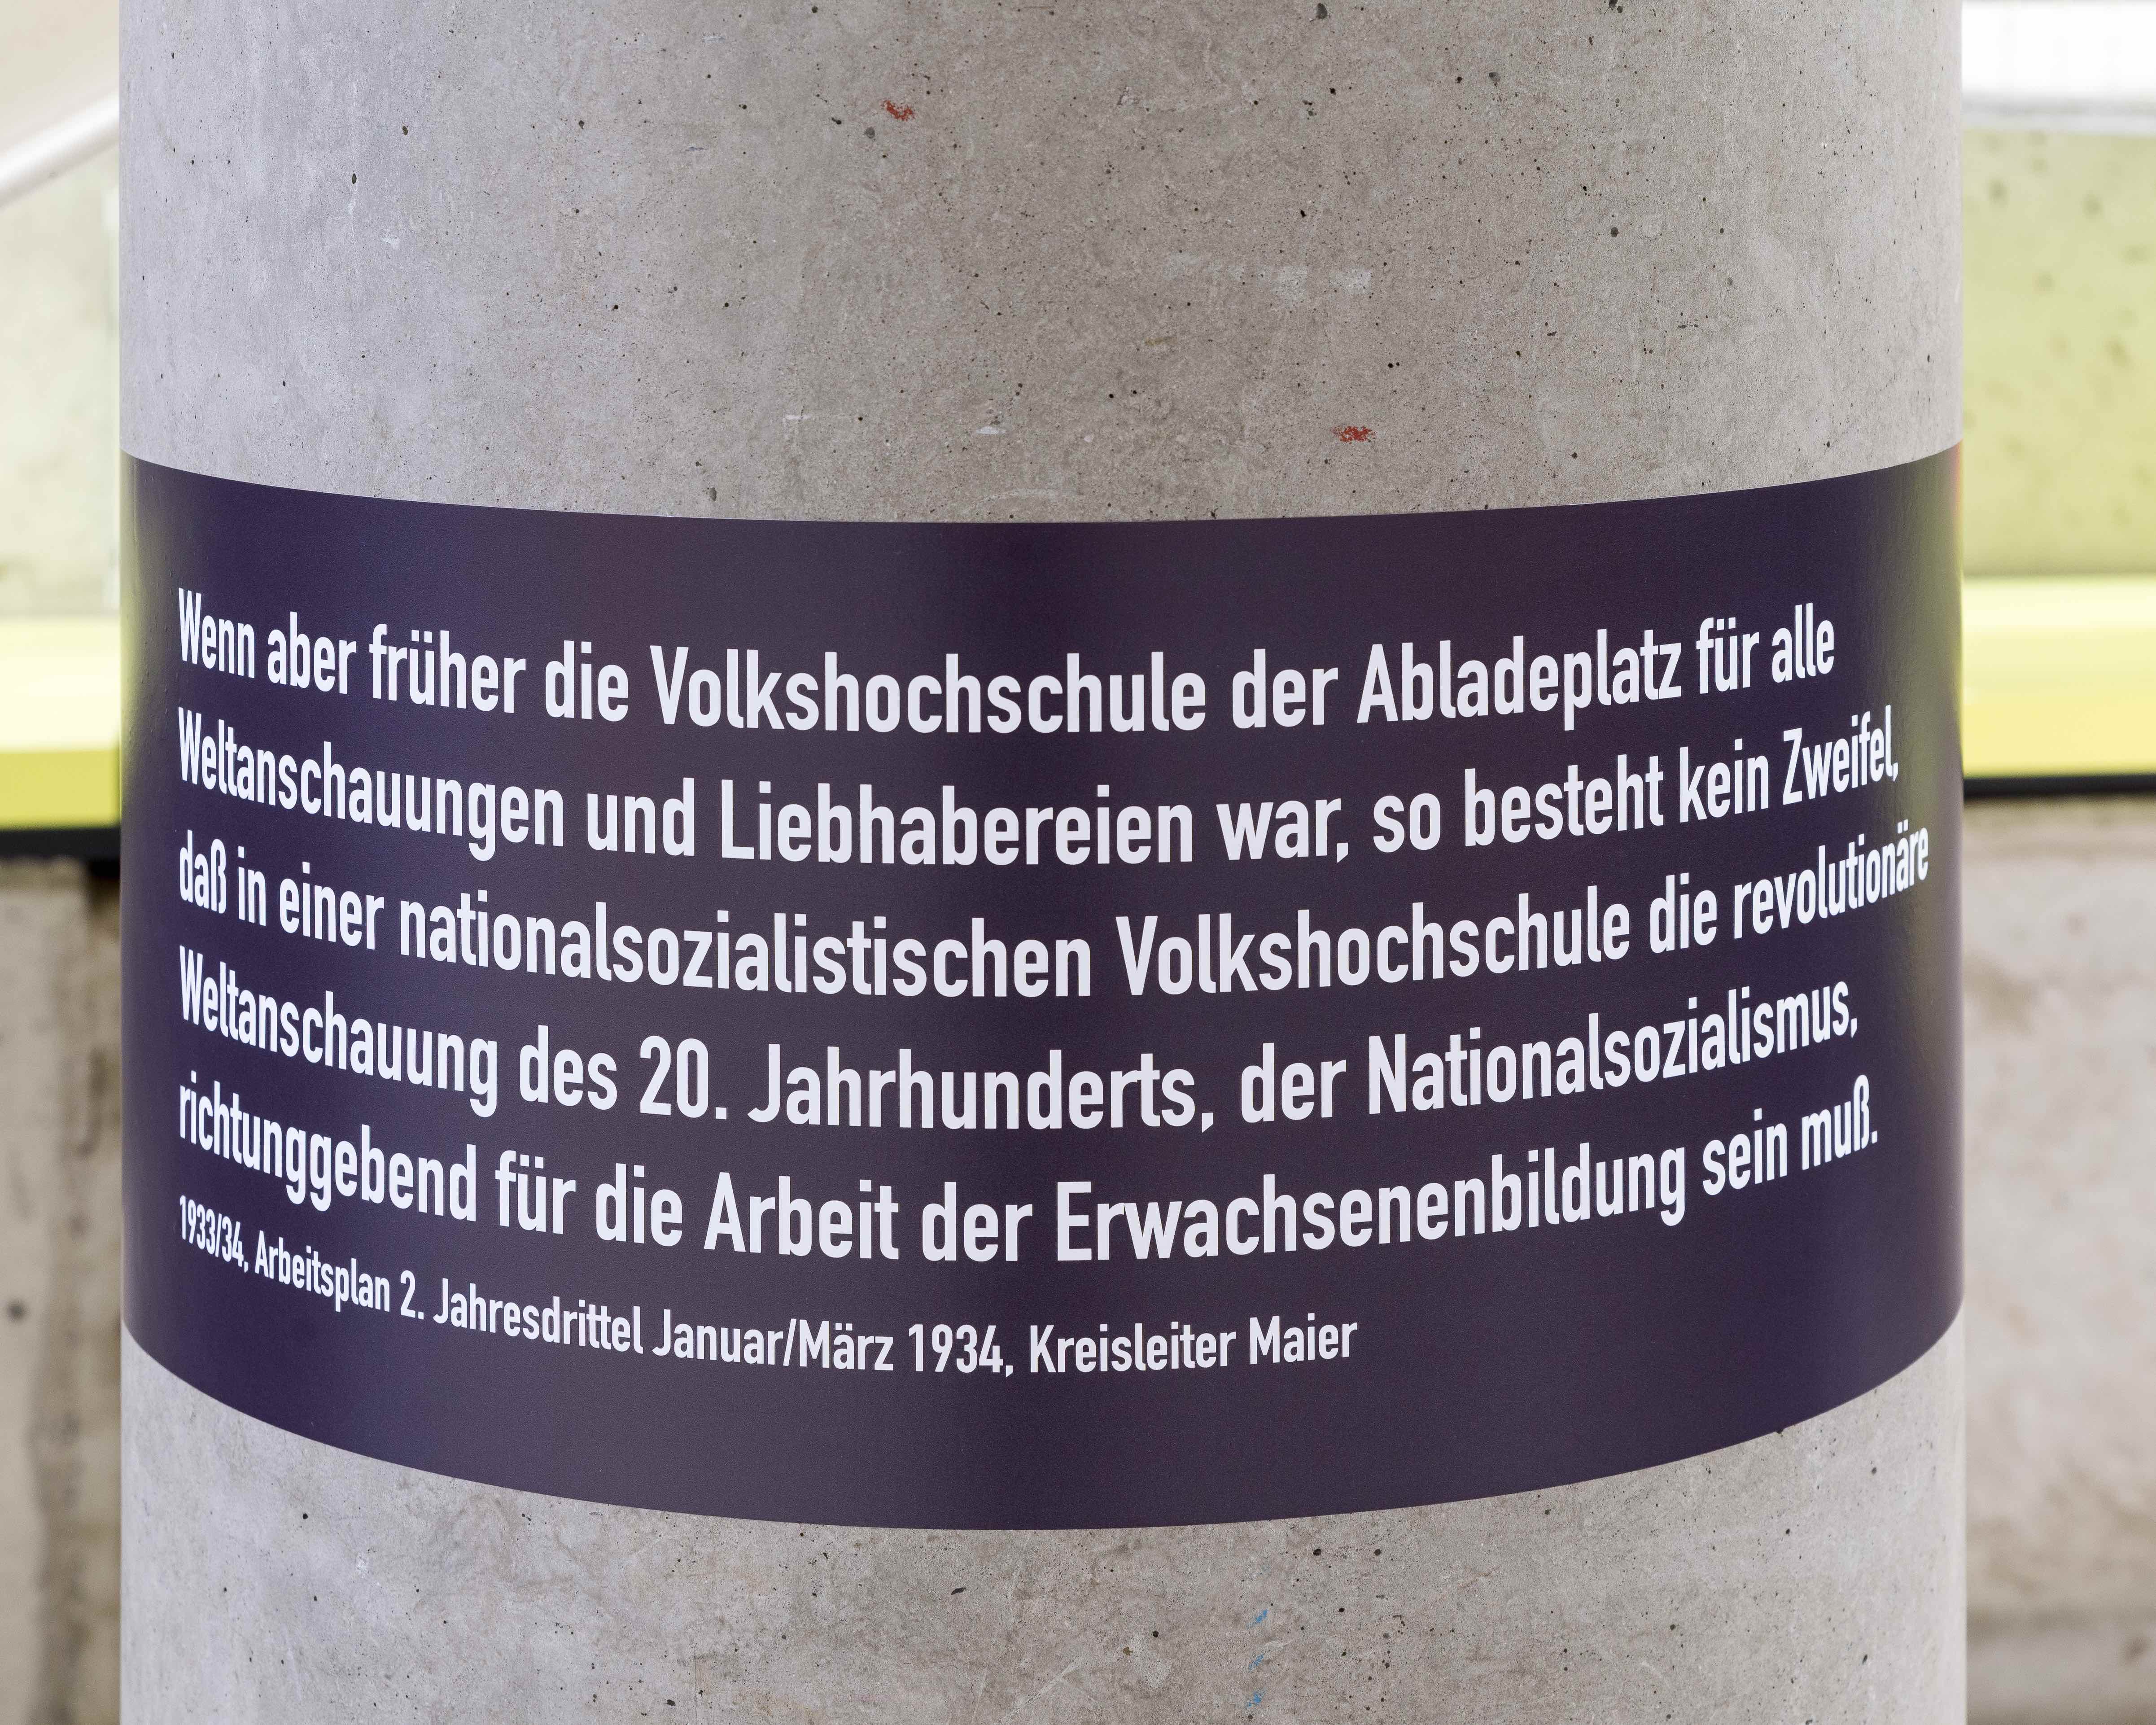 Wenn aber früher die Volkshochschule der Abladeplatz für alle
Weltanschauungen und Liebhabereien war, so besteht kein Zweifel,
daß in einer nationalsozialistischen Volkshochschule die revolutionäre
Weltanschauung des 20. Jahrhunderts, der Nationalsozialismus,
richtunggebend für die Arbeit der Erwachsenenbildung sein muß.
1933/34, Arbeitsplan 2. Jahresdrittel Januar/März 1934, Kreisleiter Maier